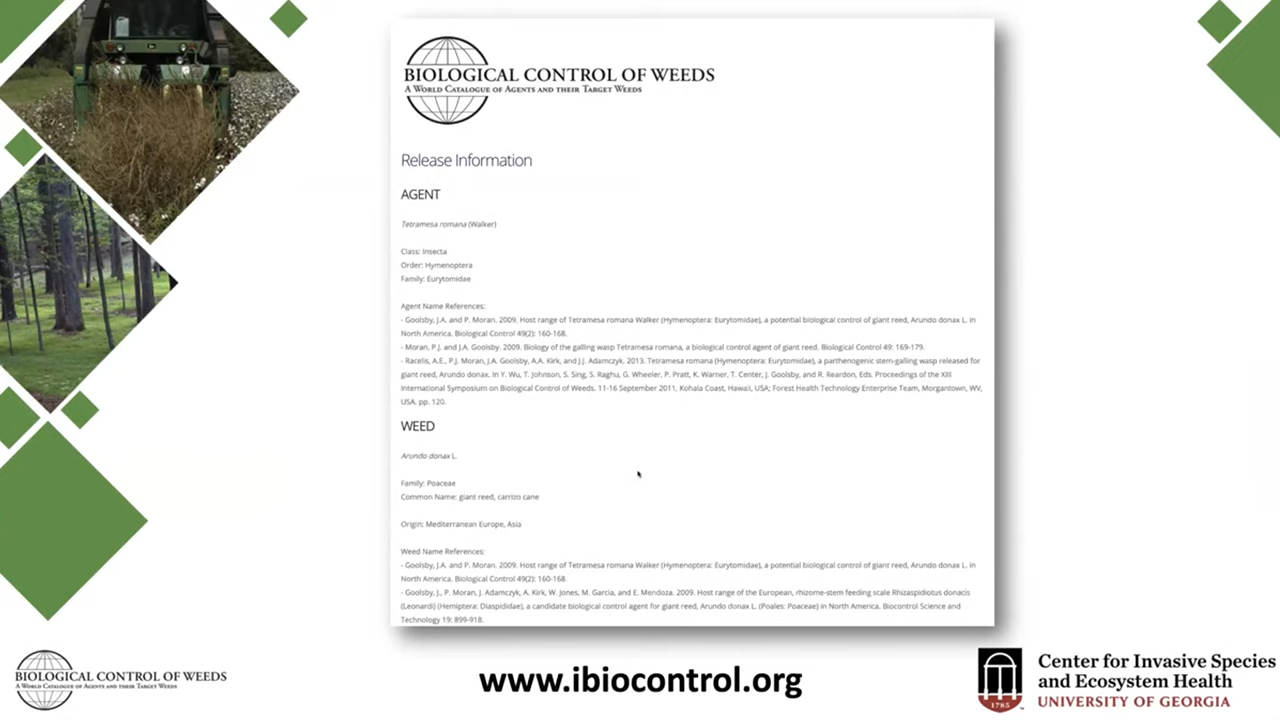 BIOLOGICAL CONTROL OF WEEDS
A WORLD CATALOGUE OF AGENTS AND THEIR TARGET WEEDS
Release Information
AGENT
Tetramesa romana (Walker)
Class: Insecta
Order: Hymenoptera
Family: Eurytomidae
Agent Name References:
- Goolsby, J.A. and P. Moran. 2009. Host range of Tetramesa romana Walker (Hymenoptera: Eurytomidae), a potential biological control of giant reed, Arundo donax L. in
North America. Biological Control 49(2): 160-168.
- Moran, P.J. and J.A. Goolsby. 2009. Biology of the galling wasp Tetramesa romana, a biological control agent of giant reed. Biological Control 49: 169-179.
- Racelis, A.E., P.J. Moran, J.A. Goolsby, A.A. Kirk, and J.J. Adamczyk. 2013. Tetramesa romana (Hymenoptera: Eurytomidae), a parthenogenic stem-galling wasp released for
giant reed, Arundo donax. In Y. Wu, T. Johnson, S. Sing, S. Raghu, G. Wheeler, P. Pratt, K. Warner, T. Center, J. Goolsby, and R. Reardon, Eds. Proceedings of the XIII
International Symposium on Biological Control of Weeds. 11-16 September 2011, Kohala Coast, Hawaii, USA; Forest Health Technology Enterprise Team, Morgantown, WV,
USA. pp. 120.
WEED
Arundo donax L.
Family: Poaceae
Common Name: giant reed, carrizo cane
Origin: Mediterranean Europe, Asia
Weed Name References:
- Goolsby, J.A. and P. Moran. 2009. Host range of Tetramesa romana Walker (Hymenoptera: Eurytomidae), a potential biological control of giant reed, Arundo donax L. in
North America. Biological Control 49(2): 160-168.
- Goolsby, J., P. Moran, J. Adamczyk, A. Kirk, W. Jones, M. Garcia, and E. Mendoza. 2009. Host range of the European, rhizome-stem feeding scale Rhizaspidiotus donacis
(Leonardi) (Hemiptera: Diaspididae), a candidate biological control agent for giant reed, Arundo donax L. (Poales: Poaceae) in North America. Biocontrol Science and
Technology 19: 899-918.
BIOLOGICAL CONTROL OF WEEDS
A WORLD CATALOGUE OF AGENTS AND THEIR TARGET WEEDS
www.ibiocontrol.org
1785
Center for Invasive Species
and Ecosystem Health
UNIVERSITY OF GEORGIA